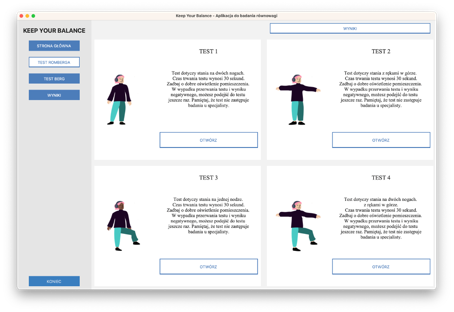 Keep Your Balance - Aplikacja do badania równowagi
KEEP YOUR BALANCE
STRONA GŁÓWNA
TEST ROMBERGA
TEST BERG
WYNIKI
KONIEC
WYNIKI
TEST 1
Test dotyczy stania na dwóch nogach.
Czas trwania testu wynosi 30 sekund.
Zadbaj o dobre oświetlenie pomieszczenia.
W wypadku przerwania testu i wyniku
negatywnego, możesz podejść do testu
jeszcze raz. Pamiętaj, że test nie zastępuje
badania u specjalisty.
OTWÓRZ
TEST 2
Test dotyczy stania z rękami w górze.
Czas trwania testu wynosi 30 sekund.
Zadbaj o dobre oświetlenie pomieszczenia.
W wypadku przerwania testu i wyniku
negatywnego, możesz podejść do testu
jeszcze raz. Pamiętaj, że test nie zastępuje
badania u specjalisty.
OTWÓRZ
TEST 3
Test dotyczy stania na jednej nodze.
Czas trwania testu wynosi 30 sekund.
Zadbaj o dobre oświetlenie pomieszczenia.
W wypadku przerwania testu i wyniku
negatywnego, możesz podejść do testu
jeszcze raz. Pamiętaj, że test nie zastępuje
badania u specjalisty.
OTWÓRZ
TEST 4
Test dotyczy stania na dwóch nogach.
z rękami w górze.
Czas trwania testu wynosi 30 sekund.
Zadbaj o dobre oświetlenie pomieszczenia.
W wypadku przerwania testu i wyniku
negatywnego, możesz podejść do testu
jeszcze raz. Pamiętaj, że test nie zastępuje
badania u specjalisty.
OTWÓRZ